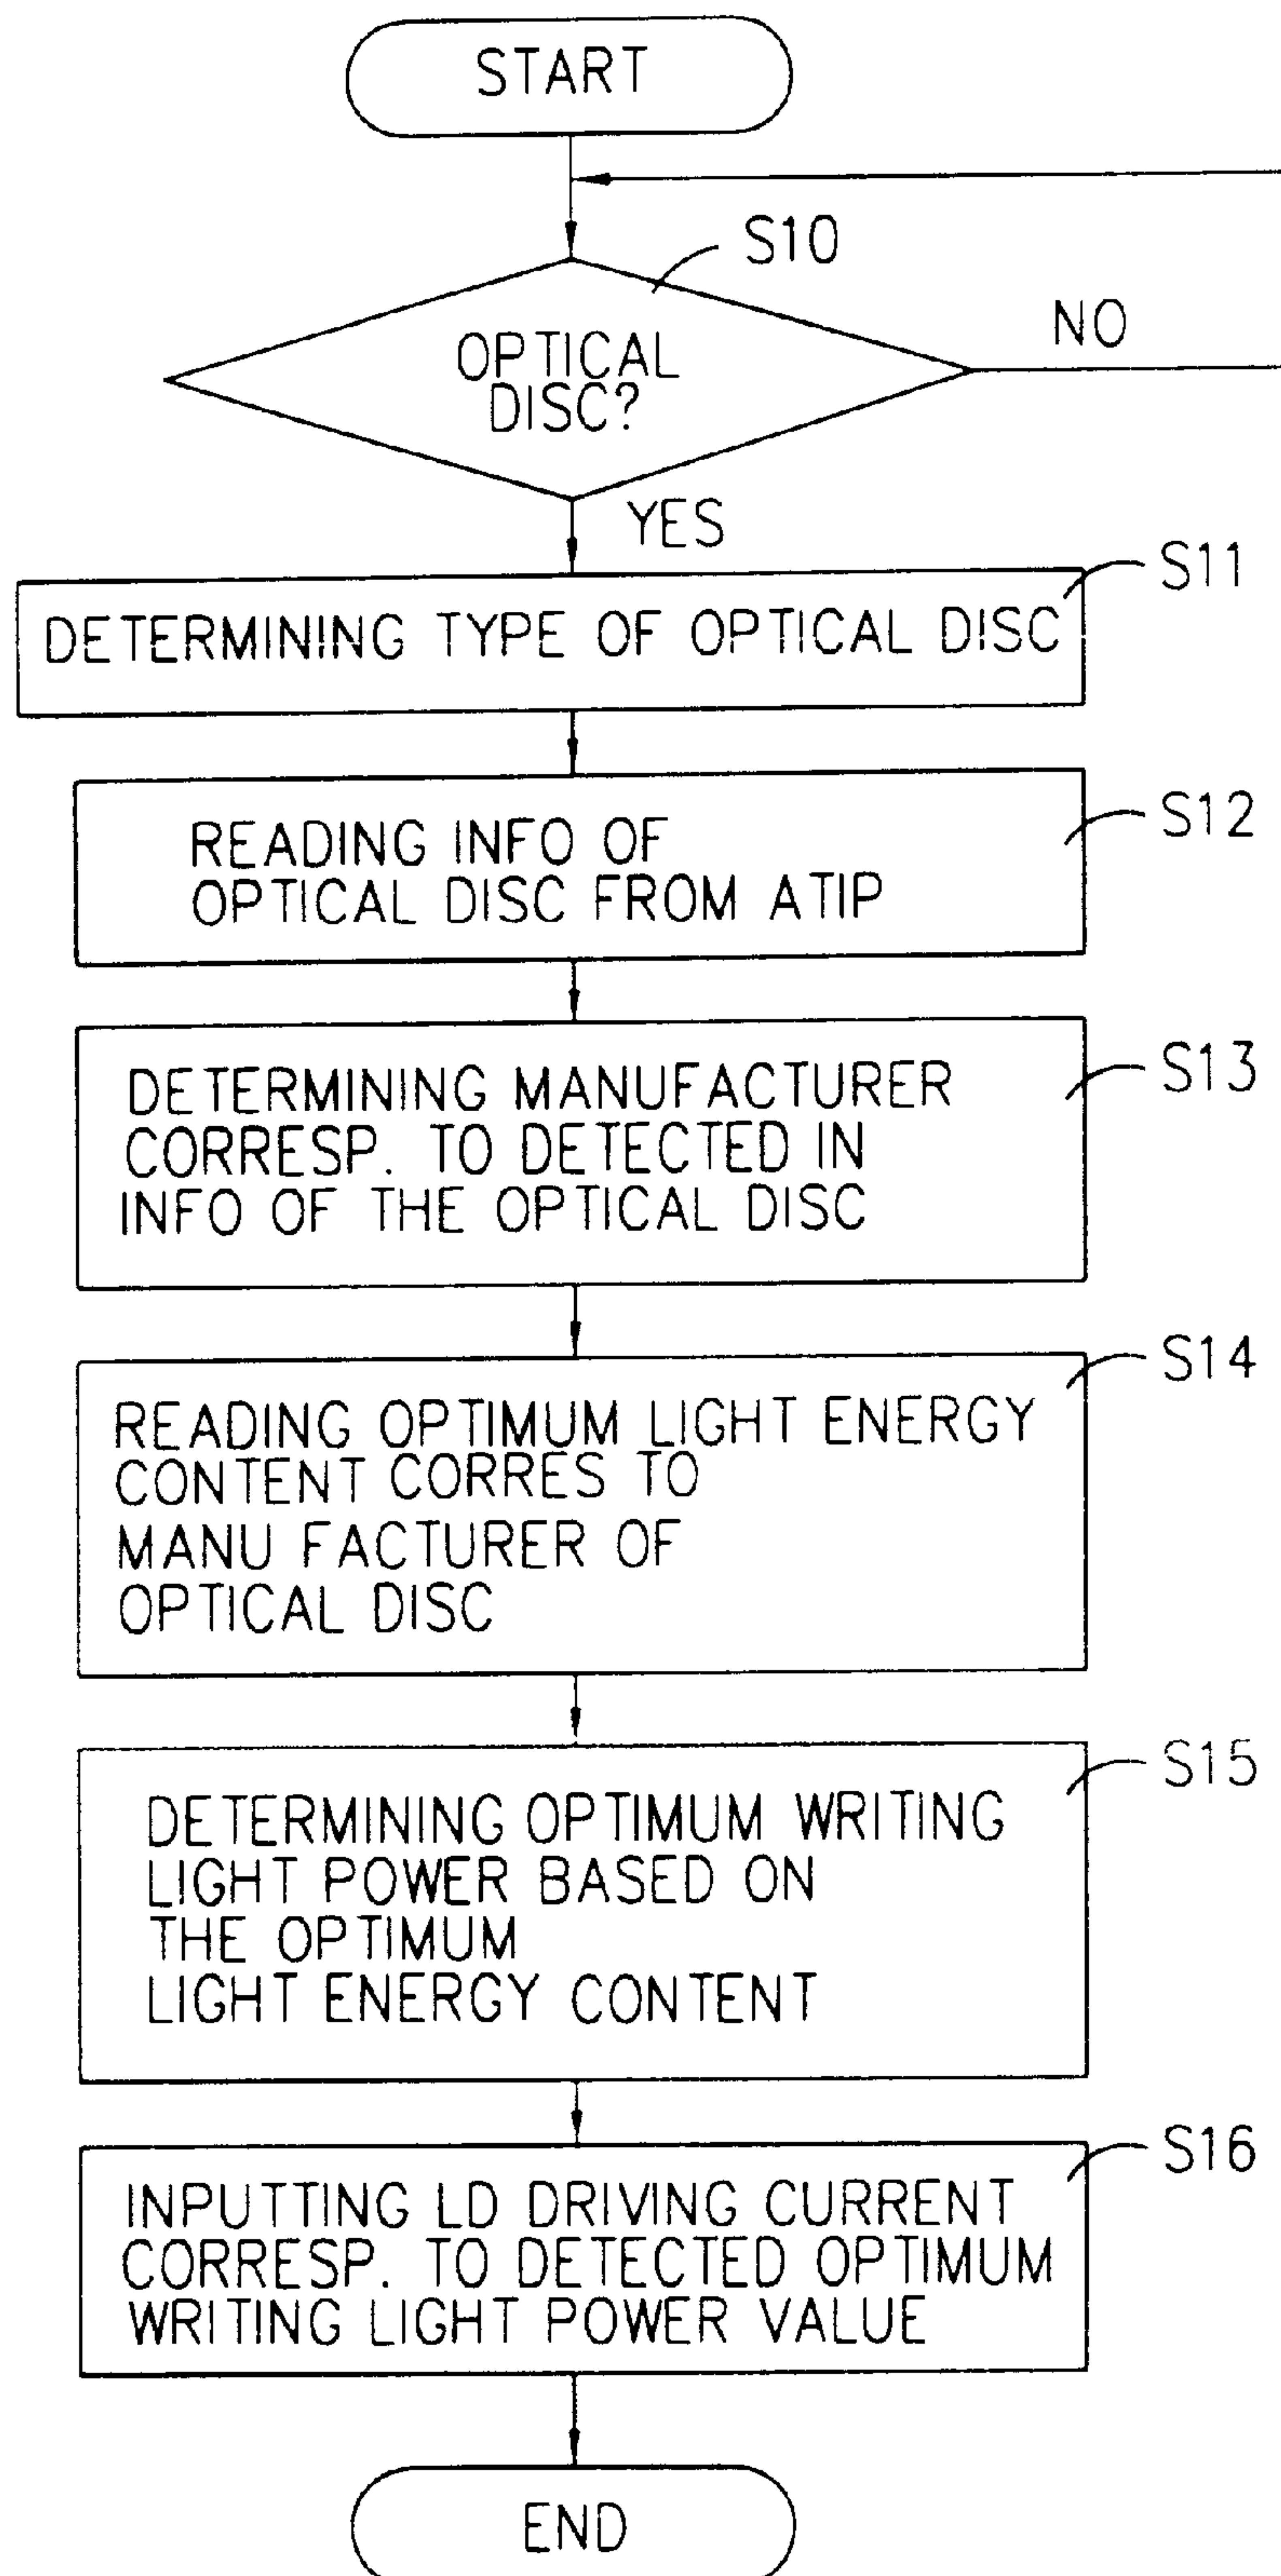 START
S10
OPTICAL
DISC?
NO
YES
S11
DETERMINING TYPE OF OPTICAL DISC
S12
READING INFO OF
OPTICAL DISC FROM ATIP
S13
DETERMINING MANUFACTURER
CORRESP. TO DETECTED IN
INFO OF THE OPTICAL DISC
S14
READING OPTIMUM LIGHT ENERGY
CONTENT CORRES TO
MANU FACTURER OF
OPTICAL DISC
S15
DETERMINING OPTIMUM WRITING
LIGHT POWER BASED ON
THE OPTIMUM
LIGHT ENERGY CONTENT
S16
INPUTTING LD DRIVING CURRENT
CORRESP. TO DETECTED OPTIMUM
WRITING LIGHT POWER VALUE
END